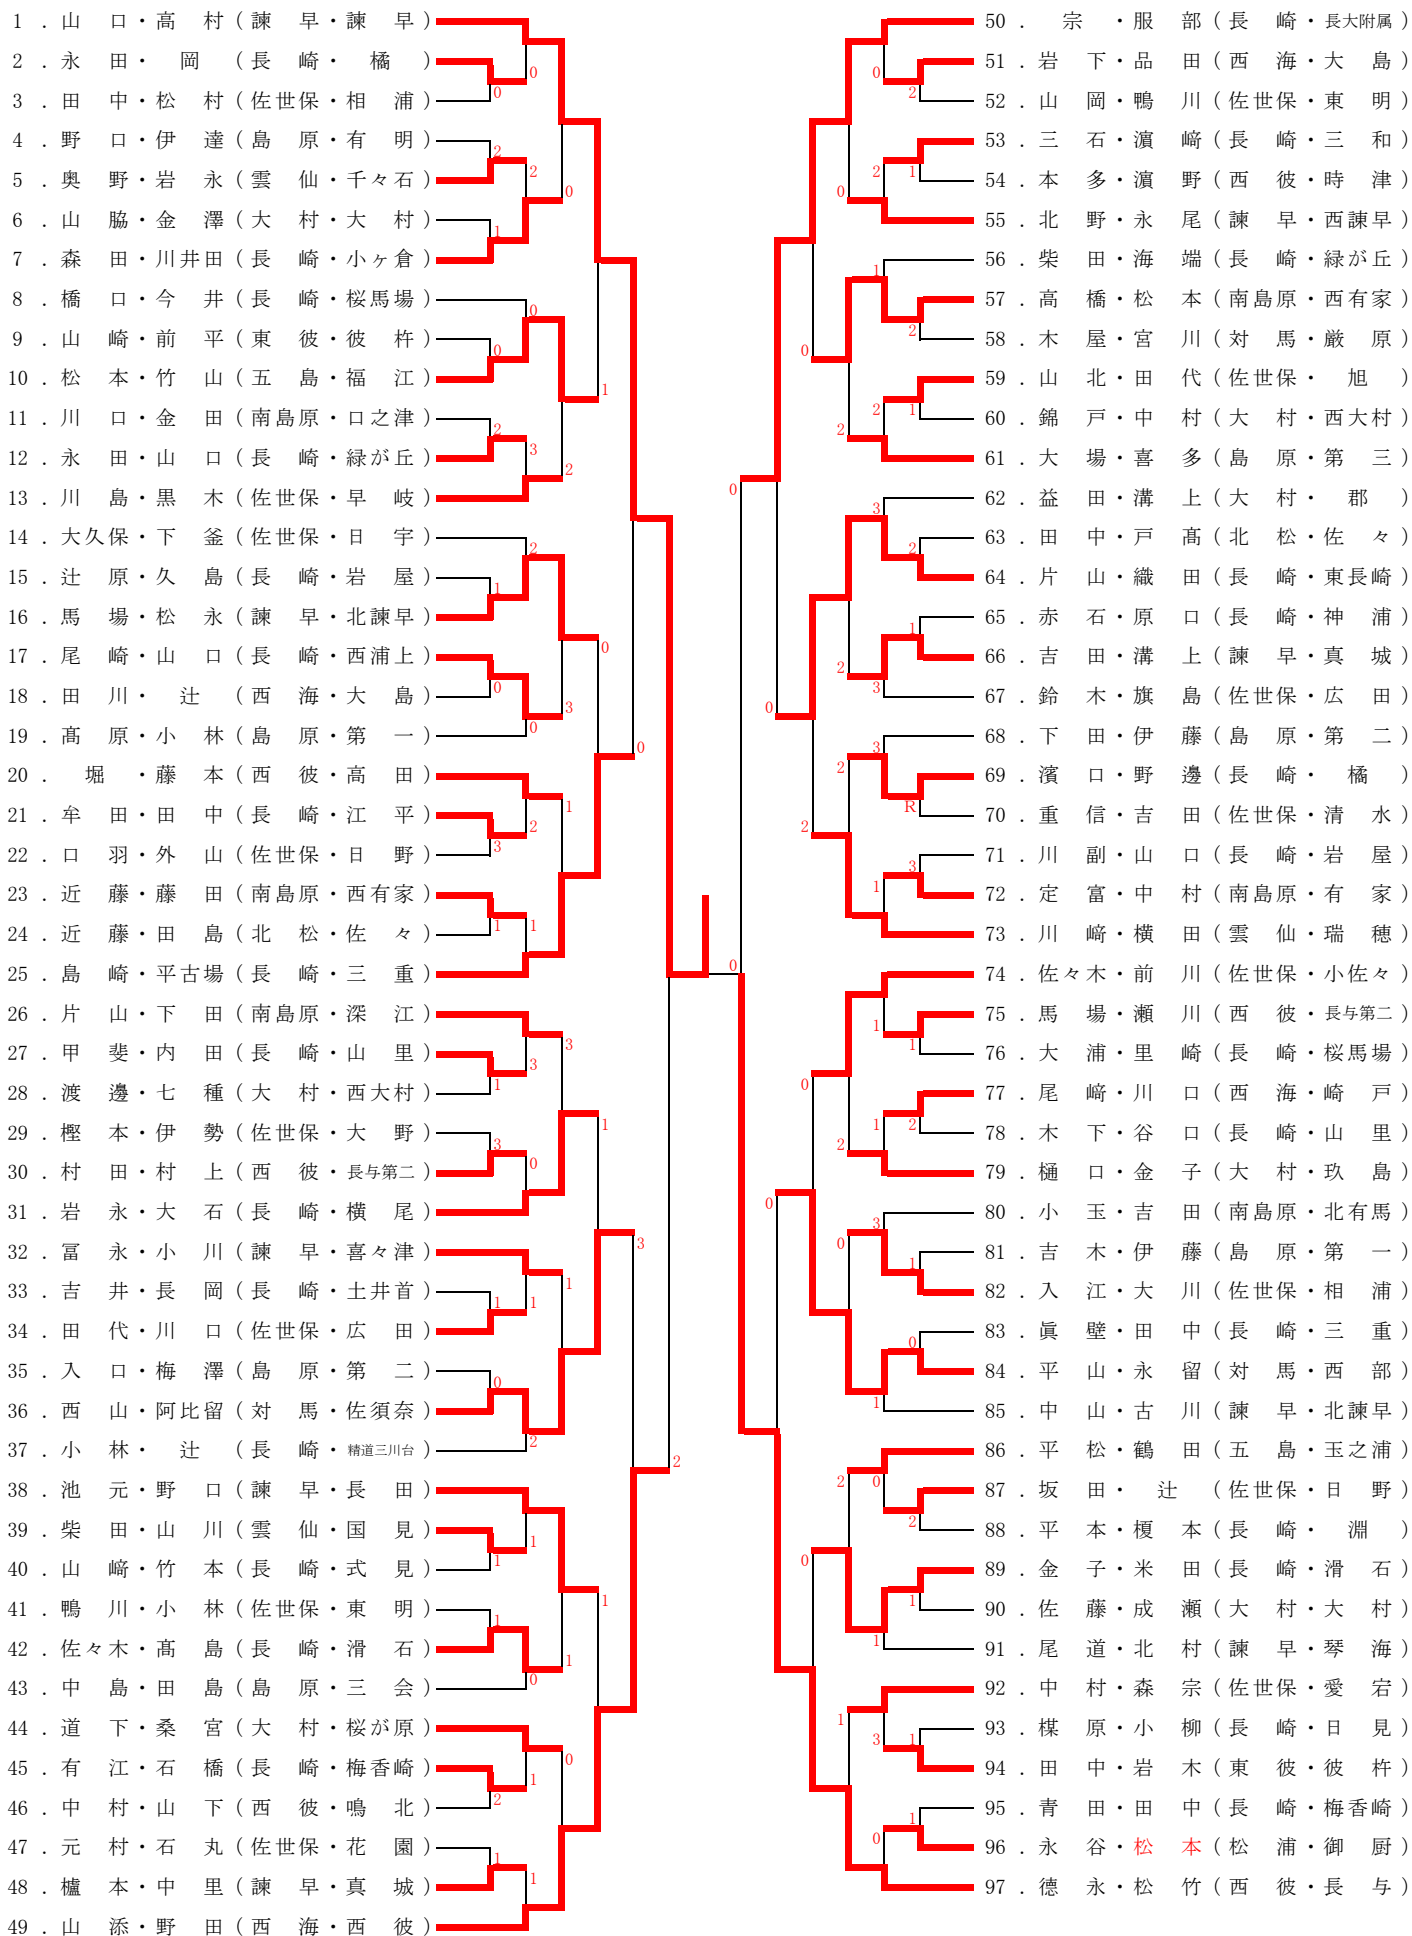 1 . 山 口・高 村 ( 諫 早・諫 早 )
2 . 永 田・ 岡 ( 長 崎・ 橘 )
3 . 田 中・松 村 ( 佐世保・相 浦 )
4 . 野 口・伊 達 ( 島 原・有 明 )
5 . 奥 野・岩 永 ( 雲 仙・千々石 )
6 . 山 脇・金 澤 ( 大 村・大 村 )
7 . 森 田・川井田 ( 長 崎・小ヶ倉 )
8 . 橋 口・今 井 ( 長 崎・桜馬場 )
9 . 山 崎・前 平 ( 東 彼・彼 杵 )
10 . 松 本・竹 山 ( 五 島・福 江 )
11 . 川 口・金 田 ( 南島原・口之津 )
12 . 永 田・山 口 ( 長 崎・緑が丘 )
13 . 川 島・黒 木 ( 佐世保・早 岐 )
14 . 大久保・下 釜 ( 佐世保・日 宇 )
15 . 辻 原・久 島 ( 長 崎・岩 屋 )
16 . 馬 場・松 永 ( 諫 早・北諫早 )
17 . 尾 崎・山 口 ( 長 崎・西浦上 )
18 . 田 川・ 辻 ( 西 海・大 島 )
19 . 髙 原・小 林 ( 島 原・第 一 )
20 . 堀 ・藤 本 ( 西 彼・高 田 )
21 . 牟 田・田 中 ( 長 崎・江 平 )
22 . 口 羽・外 山 ( 佐世保・日 野 )
23 . 近 藤・藤 田 ( 南島原・西有家 )
24 . 近 藤・田 島 ( 北 松・佐 々 )
25 . 島 崎・平古場 ( 長 崎・三 重 )
26 . 片 山・下 田 ( 南島原・深 江 )
27 . 甲 斐・内 田 ( 長 崎・山 里 )
28 . 渡 邊・七 種 ( 大 村・西大村 )
29 . 樫 本・伊 勢 ( 佐世保・大 野 )
30 . 村 田・村 上 ( 西 彼・長与第二 )
31 . 岩 永・大 石 ( 長 崎・横 尾 )
32 . 冨 永・小 川 ( 諫 早・喜々津 )
33 . 吉 井・長 岡 ( 長 崎・土井首 )
34 . 田 代・川 口 ( 佐世保・広 田 )
35 . 入 口・梅 澤 ( 島 原・第 二 )
36 . 西 山・阿比留 ( 対 馬・佐須奈 )
37 . 小 林・ 辻 ( 長 崎・精道三川台 )
38 . 池 元・野 口 ( 諫 早・長 田 )
39 . 柴 田・山 川 ( 雲 仙・国 見 )
40 . 山 﨑・竹 本 ( 長 崎・式 見 )
41 . 鴨 川・小 林 ( 佐世保・東 明 )
42 . 佐々木・髙 島 ( 長 崎・滑 石 )
43 . 中 島・田 島 ( 島 原・三 会 )
44 . 道 下・桑 宮 ( 大 村・桜が原 )
45 . 有 江・石 橋 ( 長 崎・梅香崎 )
46 . 中 村・山 下 ( 西 彼・鳴 北 )
47 . 元 村・石 丸 ( 佐世保・花 園 )
48 . 樨 本・中 里 ( 諫 早・真 城 )
49 . 山 添・野 田 ( 西 海・西 彼 )
50 . 宗 ・服 部 ( 長 崎・長大附属 )
51 . 岩 下・品 田 ( 西 海・大 島 )
52 . 山 岡・鴨 川 ( 佐世保・東 明 )
53 . 三 石・濵 﨑 ( 長 崎・三 和 )
54 . 本 多・濵 野 ( 西 彼・時 津 )
55 . 北 野・永 尾 ( 諫 早・西諫早 )
56 . 柴 田・海 端 ( 長 崎・緑が丘 )
57 . 高 橋・松 本 ( 南島原・西有家 )
58 . 木 屋・宮 川 ( 対 馬・厳 原 )
59 . 山 北・田 代 ( 佐世保・ 旭 )
60 . 錦 戸・中 村 ( 大 村・西大村 )
61 . 大 場・喜 多 ( 島 原・第 三 )
62 . 益 田・溝 上 ( 大 村・ 郡 )
63 . 田 中・戸 髙 ( 北 松・佐 々 )
64 . 片 山・織 田 ( 長 崎・東長崎 )
65 . 赤 石・原 口 ( 長 崎・神 浦 )
66 . 吉 田・溝 上 ( 諫 早・真 城 )
67 . 鈴 木・旗 島 ( 佐世保・広 田 )
68 . 下 田・伊 藤 ( 島 原・第 二 )
69 . 濱 口・野 邊 ( 長 崎・ 橘 )
70 . 重 信・吉 田 ( 佐世保・清 水 )
71 . 川 副・山 口 ( 長 崎・岩 屋 )
72 . 定 富・中 村 ( 南島原・有 家 )
73 . 川 﨑・横 田 ( 雲 仙・瑞 穂 )
74 . 佐々木・前 川 ( 佐世保・小佐々 )
75 . 馬 場・瀬 川 ( 西 彼・長与第二 )
76 . 大 浦・里 崎 ( 長 崎・桜馬場 )
77 . 尾 﨑・川 口 ( 西 海・崎 戸 )
78 . 木 下・谷 口 ( 長 崎・山 里 )
79 . 樋 口・金 子 ( 大 村・玖 島 )
80 . 小 玉・吉 田 ( 南島原・北有馬 )
81 . 吉 木・伊 藤 ( 島 原・第 一 )
82 . 入 江・大 川 ( 佐世保・相 浦 )
83 . 眞 壁・田 中 ( 長 崎・三 重 )
84 . 平 山・永 留 ( 対 馬・西 部 )
85 . 中 山・古 川 ( 諫 早・北諫早 )
86 . 平 松・鶴 田 ( 五 島・玉之浦 )
87 . 坂 田・ 辻 ( 佐世保・日 野 )
88 . 平 本・榎 本 ( 長 崎・ 淵 )
89 . 金 子・米 田 ( 長 崎・滑 石 )
90 . 佐 藤・成 瀬 ( 大 村・大 村 )
91 . 尾 道・北 村 ( 諫 早・琴 海 )
92 . 中 村・森 宗 ( 佐世保・愛 宕 )
93 . 楳 原・小 柳 ( 長 崎・日 見 )
94 . 田 中・岩 木 ( 東 彼・彼 杵 )
95 . 青 田・田 中 ( 長 崎・梅香崎 )
96 . 永 谷・松 本 ( 松 浦・御 厨 )
97 . 德 永・松 竹 ( 西 彼・長 与 )